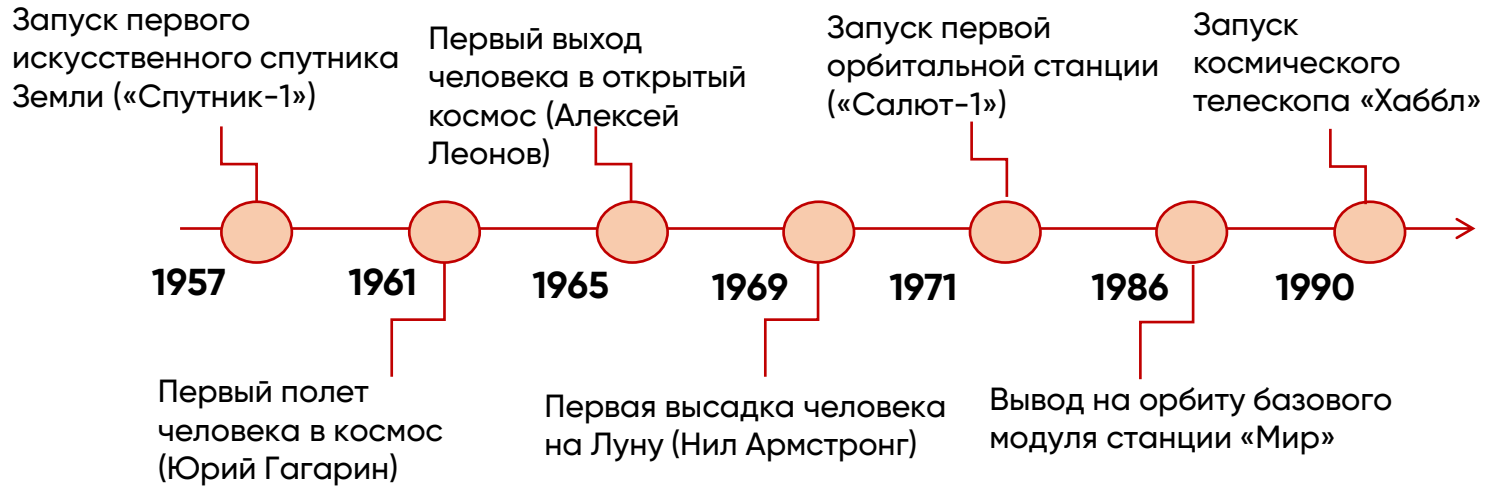 Запуск первого
искусственного спутника
Земли («Спутник-1»)
Первый выход
человека в открытый
космос (Алексей
Леонов)
Запуск первой
орбитальной станции
(«Салют-1»)
Запуск
космического
телескопа «Хаббл»
1957
1961
1965
1969
1971
1986
1990
Первый полет
человека в космос
(Юрий Гагарин)
Первая высадка человека
на Луну (Нил Армстронг)
Вывод на орбиту базового
модуля станции «Мир»